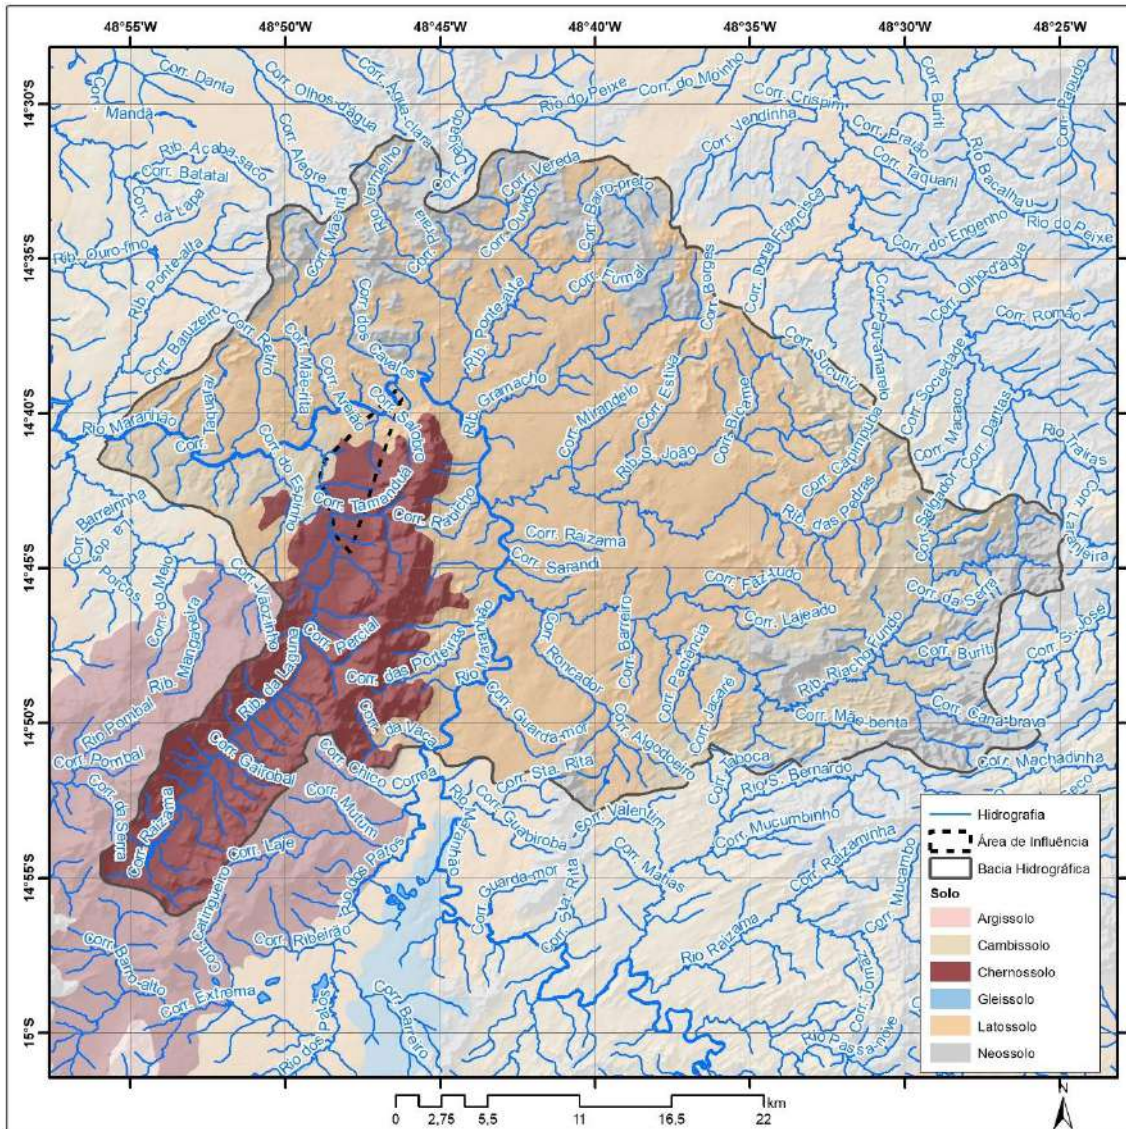 48°55'W 48°50'W 48°45'W 48°40'W 48°35'W 48°30'W 48°25'W
14°30'S
14°35'S
14°40'S
14°45'S
14°50'S
14°55'S
15°S
Corr. Danta
Corr. Olhos-d'água
Corr. Água-clara
Rio do Peixe
Corr. do Moinho
Corr. Crispim
Corr. Buriti
Corr. Papudo
Corr. Mandà
Corr. Vendinha
Corr. Praião
Rib. Acaba-saco
Corr. Alegre
Corr. Delgado
Corr. Taquaril
Corr. Batatal
Corr. Vereda
Rio Bacalhau
Corr. da Lapa
Rio Vermelho
Corr. Ouvidor
Corr. Barro-preto
Corr. Dona Francisca
Rio do Peixe
Corr. Prata
Corr. do Engenho
Rib. Ouro-fino
Rib. Ponte-alta
Corr. Olho-d'água
Rib. Ponte-alta
Corr. Furnal
Corr. Borges
Corr. Romão
Corr. Baruzeiro
Corr. Retiro
Corr. Mãerita
Corr. dos Cavalos
Corr. Sucuriú
Corr. Sociedade
Rib. Gramacho
Corr. Estiva
Corr. Areião
Corr. Mirandelo
Corr. Macaco
Corr. Dantas
Rio Maranhão
Rib. S. João
Rio Traíras
Corr. do Espinho
Corr. Tamanduá
Corr. Rabicho
Rib. das Pedras
Corr. Salgado
Corr. Barreirinha
Corr. Raizama
Corr. Laranjeira
Corr. do Meio
Corr. Sarandi
Corr. da Serra
Corr. Vaozinho
Corr. Lajeado
Corr. S. José
Rib. Mangabeira
Corr. Percial
Corr. Barreiro
Corr. Paciência
Rib. Riacho Fundo
Corr. Buriti
Rib. da Laguna
Corr. das Porteiras
Rio Maranhão
Corr. Roncador
Corr. Jacaré
Rio Pombal
Corr. Guarda-mor
Corr. Mãe-benta
Corr. Cana-brava
Corr. Pombal
Corr. da Vaca
Corr. Algodoeiro
Corr. Gairobal
Corr. Chico Correia
Corr. Sta. Rita
Corr. Taboca
Rio S. Bernardo
Corr. Machadinha
Corr. da Serra
Corr. Raizama
Corr. Mutum
Rio Maranhão
Corr. Guabiroba
Corr. Valentim
Corr. Mucumbinho
Corr. Laje
Rio dos Patos
Corr. Raizaminha
Corr. Matias
Corr. Mucambo
Corr. Guarda-mor
Corr. Sta. Rita
Corr. Catingueiro
Corr. Ribeirão
Rio Raizama
Corr. Barro-alto
Corr. Extrema
Rio dos Patos
Corr. Barreiro
Rio Passa-nove
Hidrografia
Área de Influência
Bacia Hidrográfica
Solo
Argissolo
Cambissolo
Chernossolo
Gleissolo
Latossolo
Neossolo
N
km
0 2,75 5,5 11 16,5 22